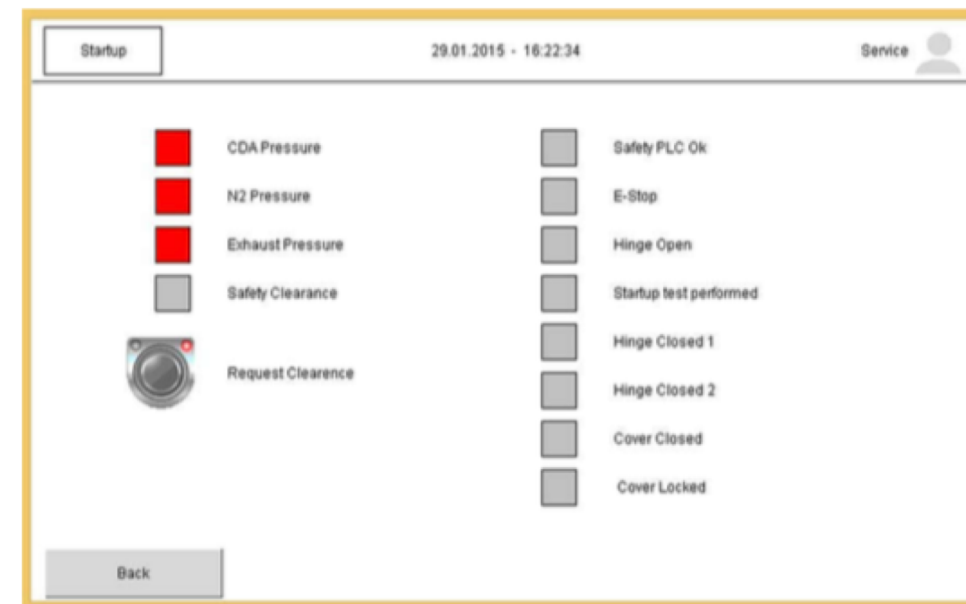 Startup
29.01.2015 - 16:22:34
Service
CDA Pressure
N2 Pressure
Exhaust Pressure
Safety Clearance
Request Clearence
Safety PLC Ok
E-Stop
Hinge Open
Startup test performed
Hinge Closed 1
Hinge Closed 2
Cover Closed
Cover Locked
Back